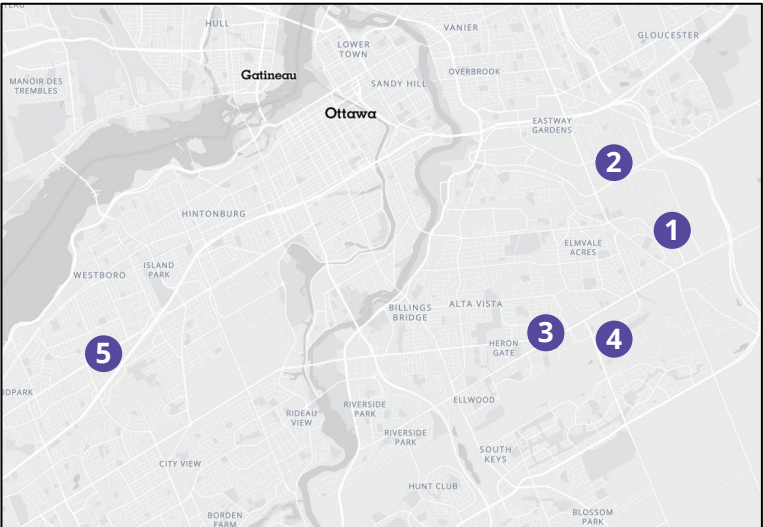 TEAU
HULL
VANIER
GLOUCESTER
LOWER
TOWN
Gatineau
OVERBROOK
MANOIR DES
TREMBLES
SANDY HILL
Ottawa
EASTWAY
GARDENS
2
HINTONBURG
1
ELMVALE
ACRES
ISLAND
PARK
WESTBORO
BILLINGS
BRIDGE
ALTA VISTA
3
4
HERON
GATE
5
ODPARK
ELLWOOD
RIDEAU
VIEW
RIVERSIDE
PARK
RIVERSIDE
PARK
SOUTH
KEYS
CITY VIEW
HUNT CLUB
BORDEN
FARM
BLOSSOM
PARK